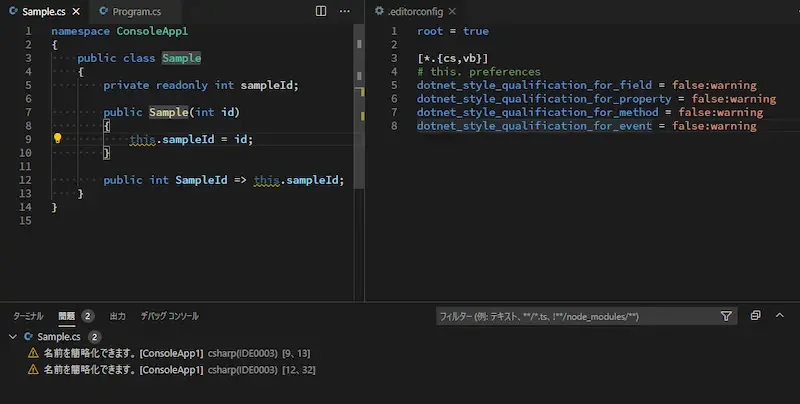 Sample.cs
Program.cs
1 namespace ConsoleApp1
2 {
3 public class Sample
4 {
5 private readonly int sampleId;
6
7 public Sample(int id)
8 {
9 this.sampleId = id;
10 }
11
12 public int SampleId => this.sampleId;
13 }
14 }
15
.editorconfig
1 root = true
2
3 [*.{cs,vb}]
4 # this. preferences
5 dotnet_style_qualification_for_field = false:warning
6 dotnet_style_qualification_for_property = false:warning
7 dotnet_style_qualification_for_method = false:warning
8 dotnet_style_qualification_for_event = false:warning
ターミナル 問題 2 出力 デバッグ コンソール
フィルター (例: テキスト、**/*.ts、!**/node_modules/**)
Sample.cs 2
名前を簡略化できます。 [ConsoleApp1] csharp(IDE0003) [9、13]
名前を簡略化できます。 [ConsoleApp1] csharp(IDE0003) [12、32]